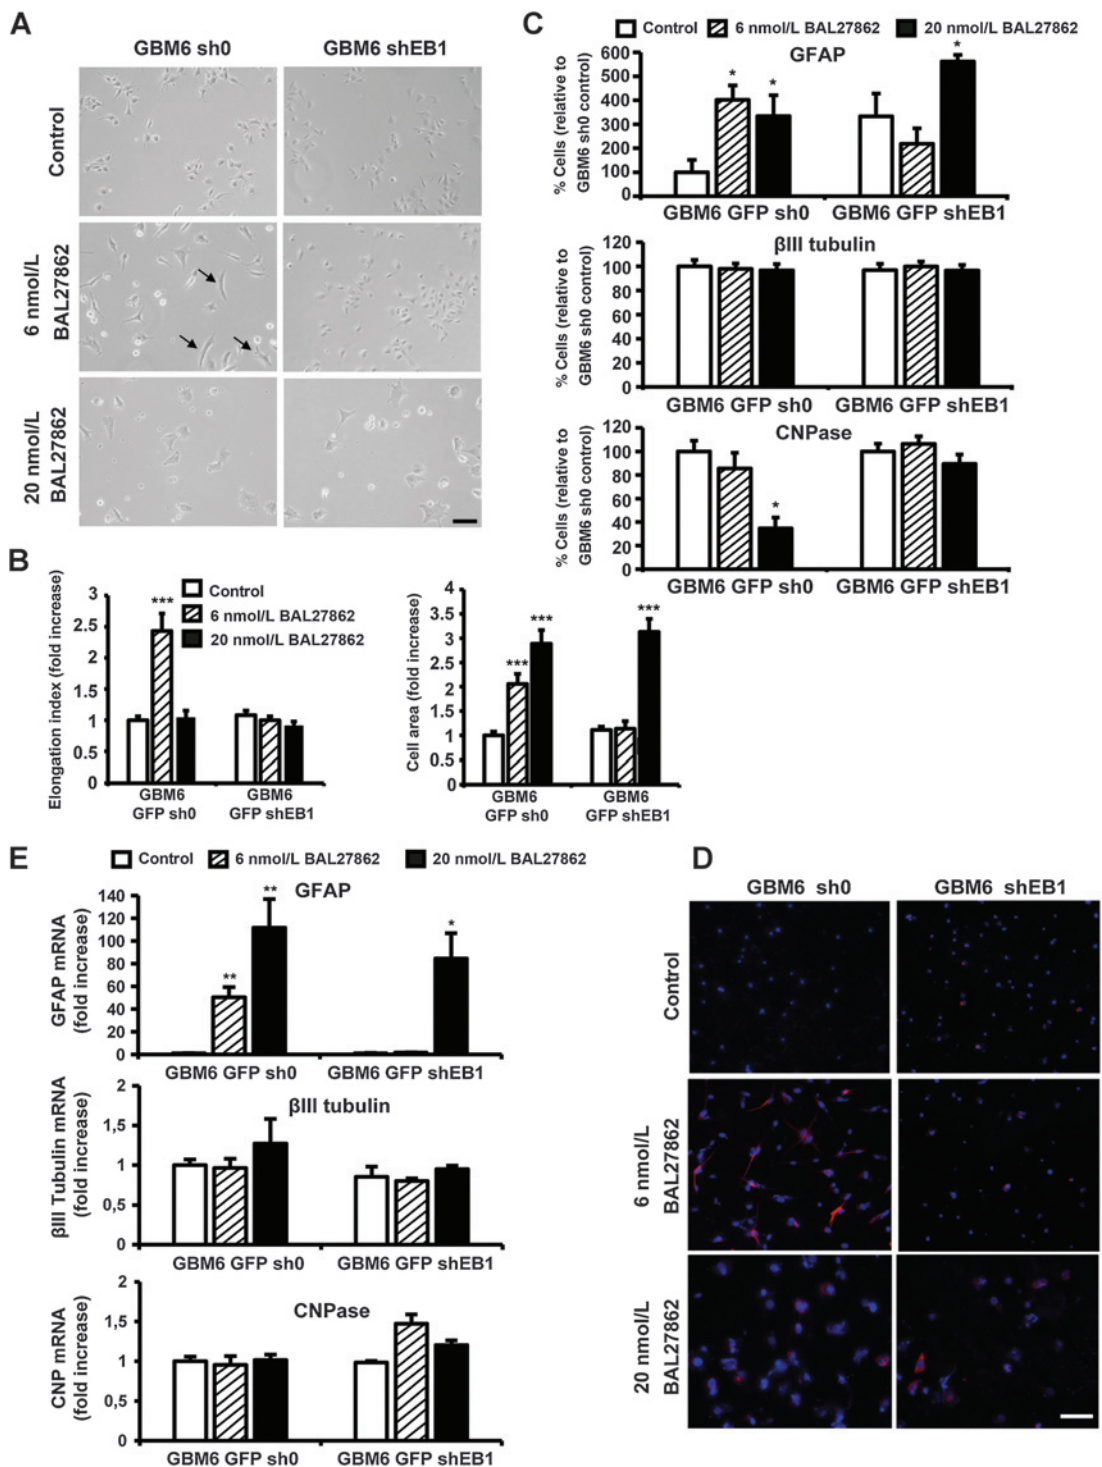 A
GBM6 sh0 GBM6 shEB1
Control
6 nmol/L
BAL27862
20 nmol/L
BAL27862
B
Elongation index (fold increase)
3
2.5
2
1.5
1
0.5
0
***
Control
6 nmol/L BAL27862
20 nmol/L BAL27862
GBM6 GBM6
GFP sh0 GFP shEB1
Cell area (fold increase)
4
3.5
3
2.5
2
1.5
1
0.5
0
*** *** ***
GBM6 GBM6
GFP sh0 GFP shEB1
C
Control 6 nmol/L BAL27862 20 nmol/L BAL27862
GFAP
% Cells (relative to
GBM6 sh0 control)
600
500
400
300
200
100
0
* * *
GBM6 GFP sh0 GBM6 GFP shEB1
βIII tubulin
% Cells (relative to
GBM6 sh0 control)
120
100
80
60
40
20
0
GBM6 GFP sh0 GBM6 GFP shEB1
CNPase
% Cells (relative to
GBM6 sh0 control)
120
100
80
60
40
20
0
*
GBM6 GFP sh0 GBM6 GFP shEB1
E
Control 6 nmol/L BAL27862 20 nmol/L BAL27862
GFAP
GFAP mRNA
(fold increase)
140
120
100
80
60
40
20
0
** ** *
GBM6 GFP sh0 GBM6 GFP shEB1
βIII tubulin
βIII Tubulin mRNA
(fold increase)
2
1,5
1
0,5
0
GBM6 GFP sh0 GBM6 GFP shEB1
CNPase
CNP mRNA
(fold increase)
2
1,5
1
0,5
0
GBM6 GFP sh0 GBM6 GFP shEB1
D
GBM6 sh0 GBM6 shEB1
Control
6 nmol/L
BAL27862
20 nmol/L
BAL27862